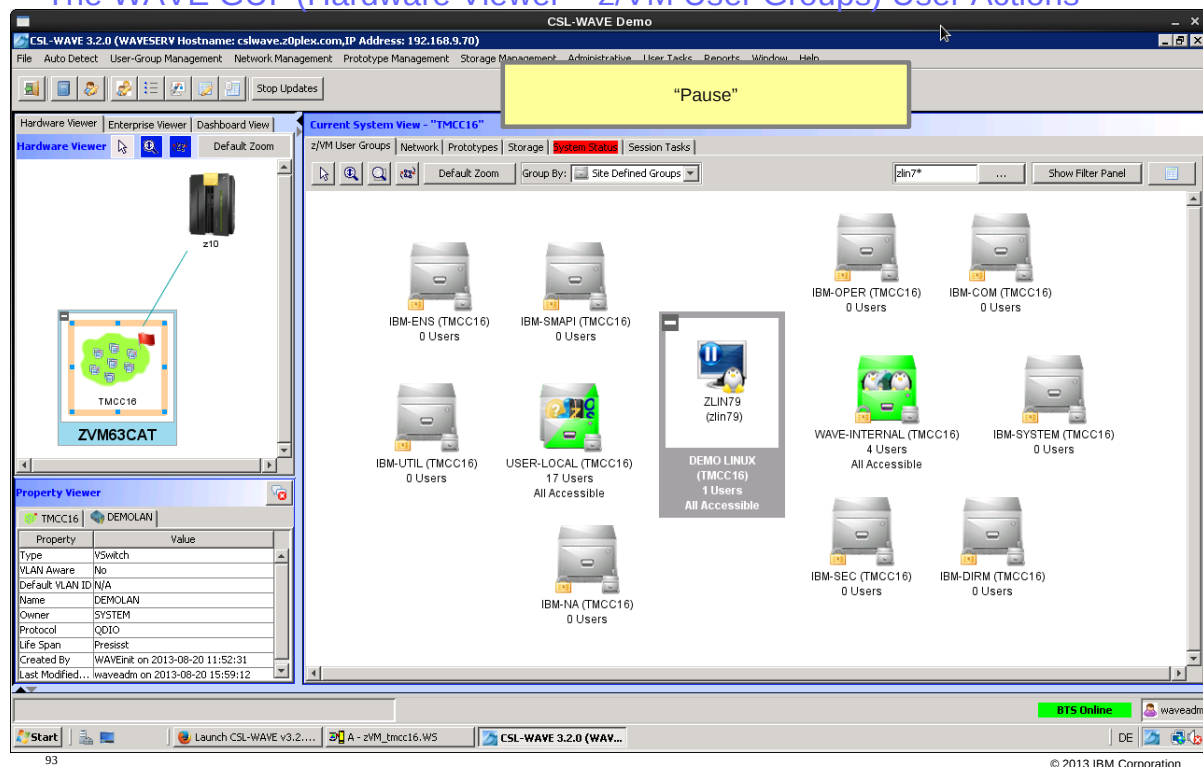 The WAVE GUI (Hardware Viewer – z/VM User Groups) User Actions
CSL-WAVE Demo
CSL-WAVE 3.2.0 (WAVESERV Hostname: cslwave.z0plex.com,IP Address: 192.168.9.70)
File Auto Detect User-Group Management Network Management Prototype Management Storage Management Administrative User Tasks Reports Window Help
Stop Updates
“Pause”
Hardware Viewer Enterprise Viewer Dashboard View
Hardware Viewer Default Zoom
z10
TMCC16
ZVM63CAT
Current System View - "TMCC16"
z/VM User Groups Network Prototypes Storage System Status Session Tasks
Default Zoom Group By: Site Defined Groups zlin7* ... Show Filter Panel
IBM-ENS (TMCC16)
0 Users
IBM-SMAPI (TMCC16)
0 Users
IBM-OPER (TMCC16)
0 Users
IBM-COM (TMCC16)
0 Users
ZLIN79
(zlin79)
DEMO LINUX
(TMCC16)
1 Users
All Accessible
IBM-UTIL (TMCC16)
0 Users
USER-LOCAL (TMCC16)
17 Users
All Accessible
WAVE-INTERNAL (TMCC16)
4 Users
All Accessible
IBM-SYSTEM (TMCC16)
0 Users
IBM-NA (TMCC16)
0 Users
IBM-SEC (TMCC16)
0 Users
IBM-DIRM (TMCC16)
0 Users
Property Viewer
TMCC16 DEMOLAN
Property Value
Type VSwitch
VLAN Aware No
Default VLAN ID N/A
Name DEMOLAN
Owner SYSTEM
Protocol QDIO
Life Span Presisst
Created By WAVEinit on 2013-08-20 11:52:31
Last Modified... waveadm on 2013-08-20 15:59:12
BTS Online waveadm
Start Launch CSL-WAVE v3.2.... A - zVM_tmcc16.WS CSL-WAVE 3.2.0 (WAV... DE
93
© 2013 IBM Corporation